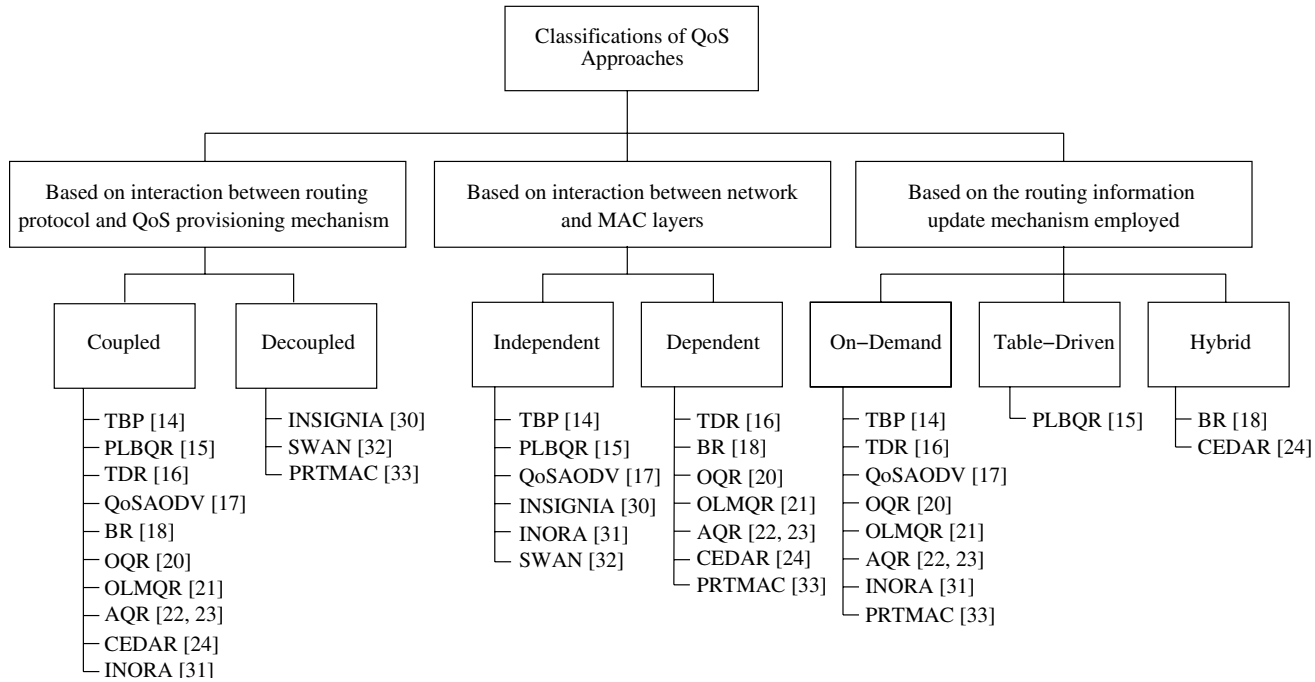 Classifications of QoS
Approaches
Based on interaction between routing
protocol and QoS provisioning mechanism
Based on interaction between network
and MAC layers
Based on the routing information
update mechanism employed
Coupled
Decoupled
Independent
Dependent
On−Demand
Table−Driven
Hybrid
TBP [14]
PLBQR [15]
TDR [16]
QoSAODV [17]
BR [18]
OQR [20]
OLMQR [21]
AQR [22, 23]
CEDAR [24]
INORA [31]
INSIGNIA [30]
SWAN [32]
PRTMAC [33]
TBP [14]
PLBQR [15]
QoSAODV [17]
INSIGNIA [30]
INORA [31]
SWAN [32]
TDR [16]
BR [18]
OQR [20]
OLMQR [21]
AQR [22, 23]
CEDAR [24]
PRTMAC [33]
TBP [14]
TDR [16]
QoSAODV [17]
OQR [20]
OLMQR [21]
AQR [22, 23]
INORA [31]
PRTMAC [33]
PLBQR [15]
BR [18]
CEDAR [24]